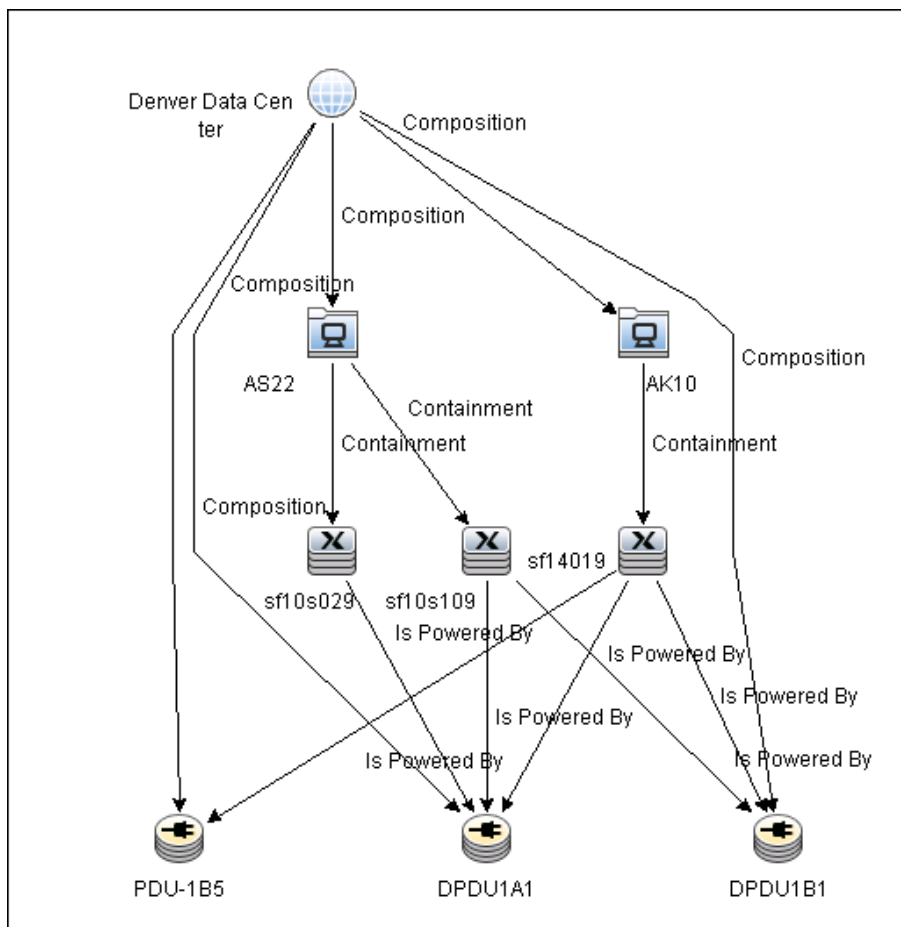 Denver Data Cen
ter
Composition
Composition
Composition
Composition
AS22
AK10
Containment
Containment
Containment
Composition
sf14019
sf10s029
sf10s109
Is Powered By
Is Powered By
Is Powered By
Is Powered By
Is Powered By
Is Powered By
PDU-1B5
DPDU1A1
DPDU1B1